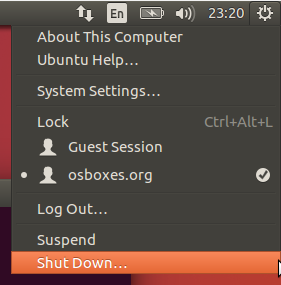 En 23:20
About This Computer
Ubuntu Help…
System Settings…
Lock Ctrl+Alt+L
Guest Session
osboxes.org
Log Out…
Suspend
Shut Down…